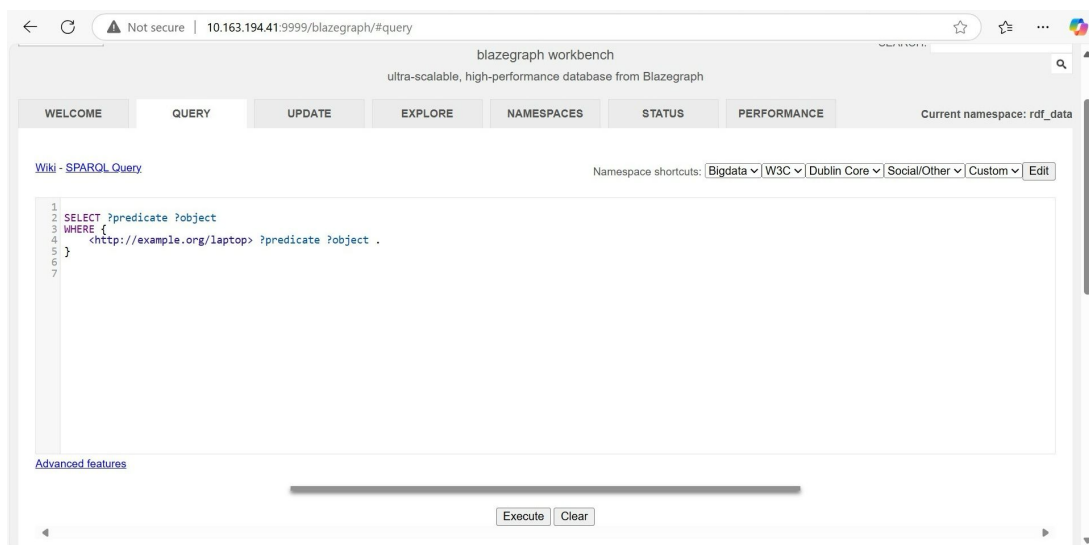 Not secure | 10.163.194.41:9999/blazegraph/#query
blazegraph workbench
SEARCH:
ultra-scalable, high-performance database from Blazegraph
WELCOME QUERY UPDATE EXPLORE NAMESPACES STATUS PERFORMANCE Current namespace: rdf_data
Wiki - SPARQL Query Namespace shortcuts: Bigdata W3C Dublin Core Social/Other Custom Edit
1
2 SELECT ?predicate ?object
3 WHERE {
4 <http://example.org/laptop> ?predicate ?object .
5 }
6
7
Advanced features
Execute Clear